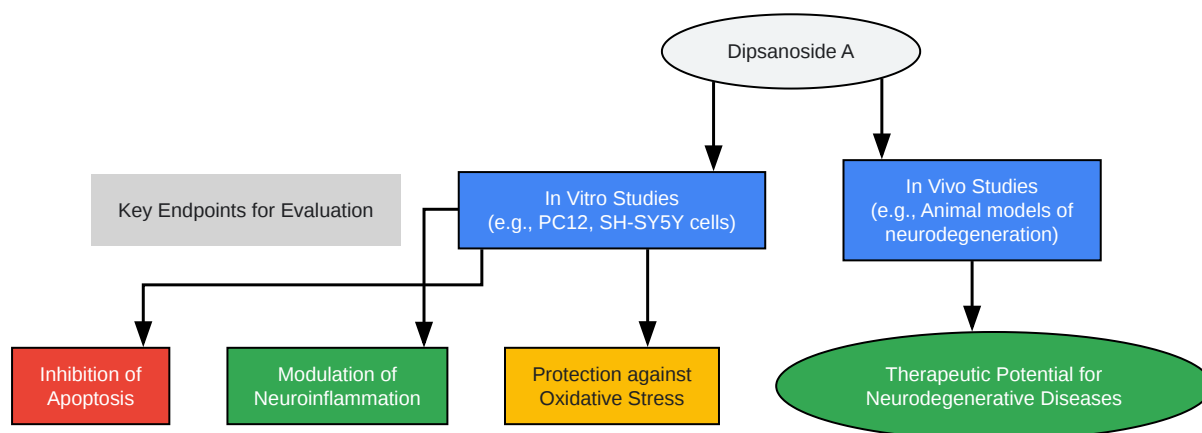 Dipsanoside A
Key Endpoints for Evaluation
In Vitro Studies
(e.g., PC12, SH-SY5Y cells)
In Vivo Studies
(e.g., Animal models of
neurodegeneration)
Inhibition of
Apoptosis
Modulation of
Neuroinflammation
Protection against
Oxidative Stress
Therapeutic Potential for
Neurodegenerative Diseases